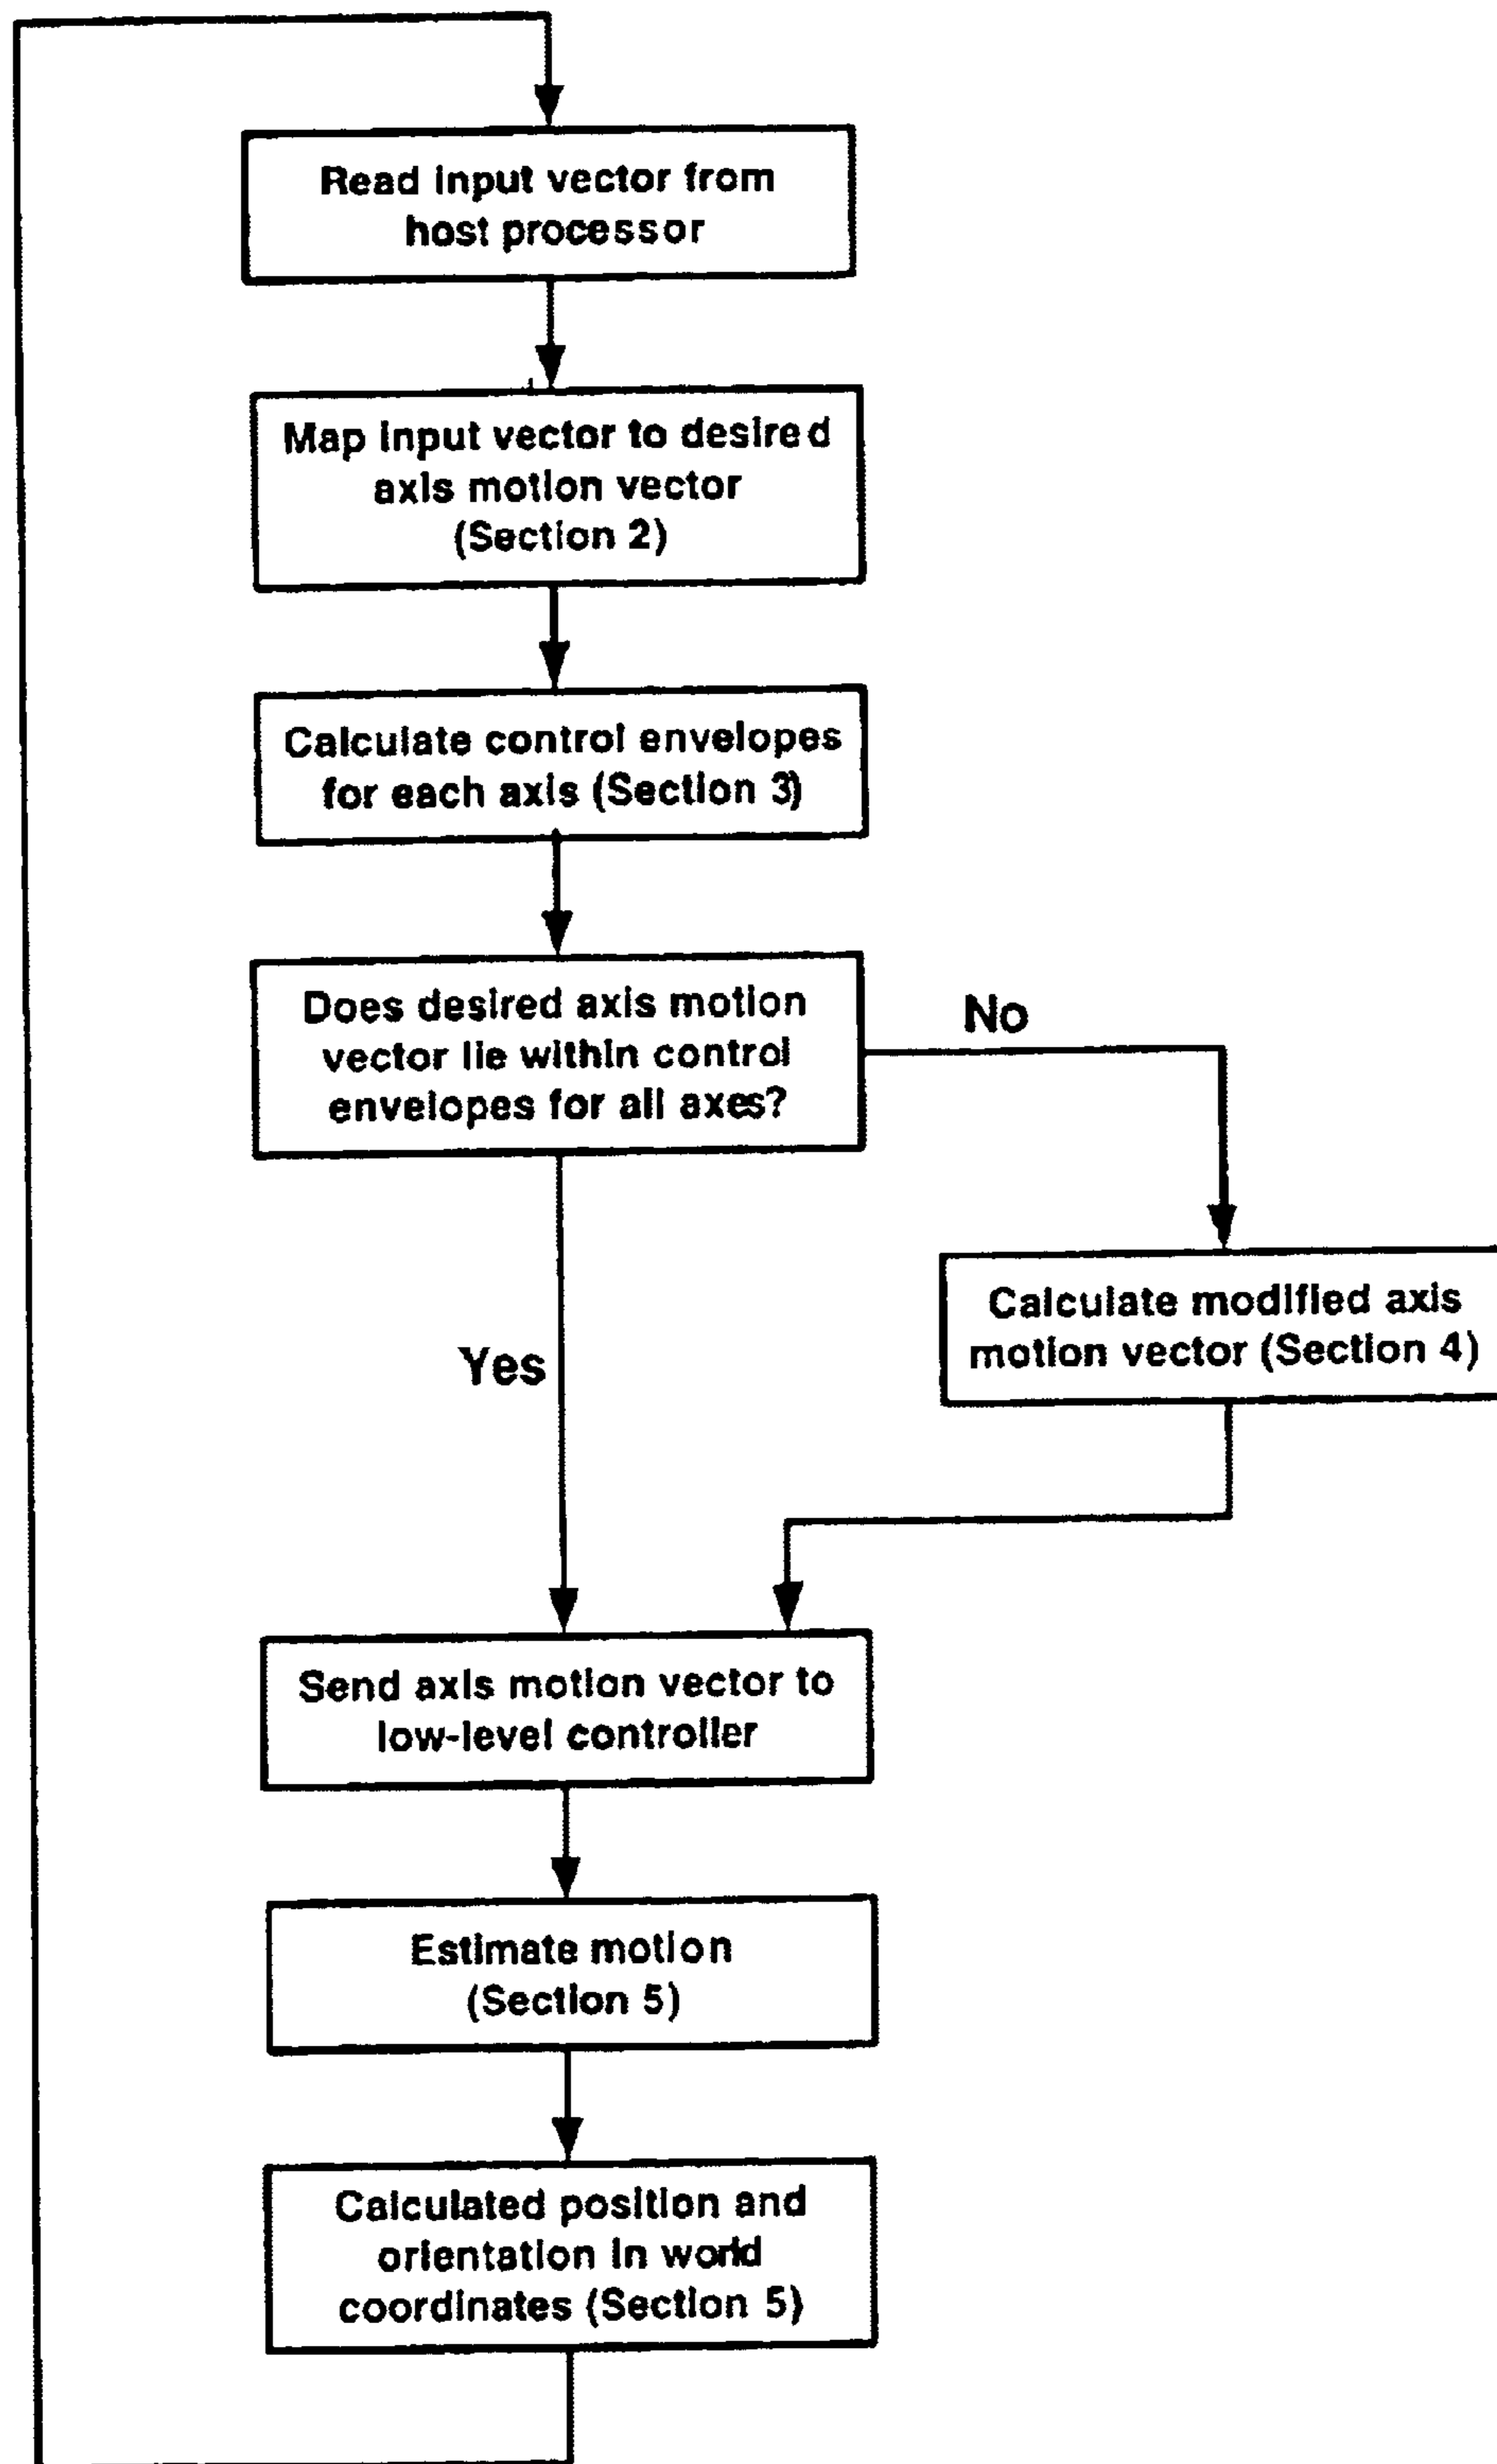 Read input vector from
host processor
Map input vector to desired
axis motion vector
(Section 2)
Calculate control envelopes
for each axis (Section 3)
Does desired axis motion
vector lie within control
envelopes for all axes?
No
Yes
Calculate modified axis
motion vector (Section 4)
Send axis motion vector to
low-level controller
Estimate motion
(Section 5)
Calculated position and
orientation in world
coordinates (Section 5)